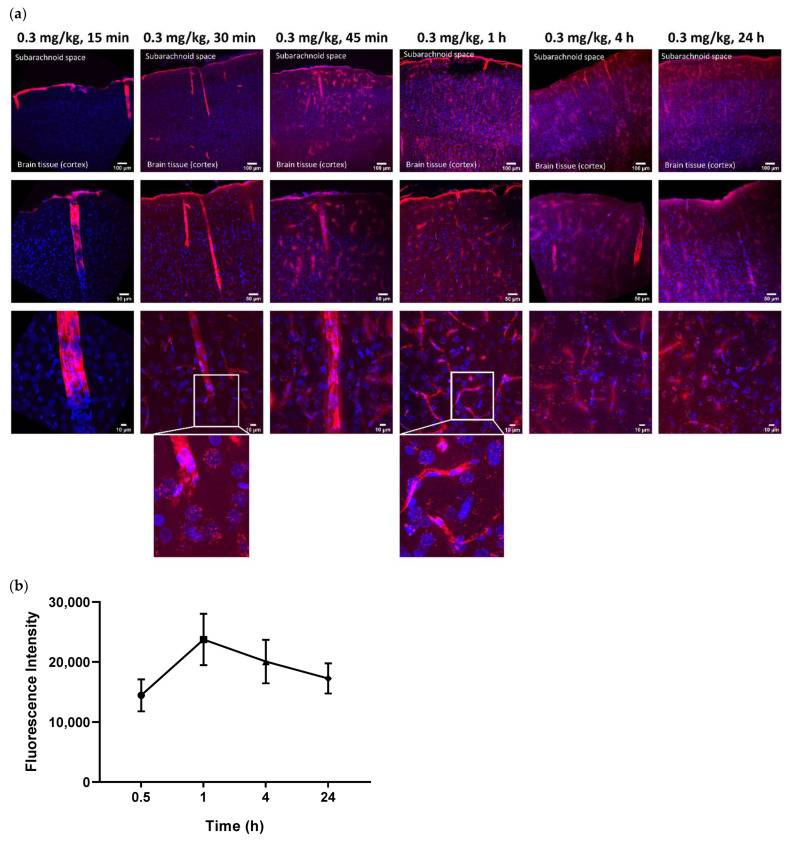 (a)
0.3 mg/kg, 15 min
0.3 mg/kg, 30 min
0.3 mg/kg, 45 min
0.3 mg/kg, 1 h
0.3 mg/kg, 4 h
0.3 mg/kg, 24 h
Subarachnoid space
Subarachnoid space
Subarachnoid space
Subarachnoid space
Subarachnoid space
Subarachnoid space
Brain tissue (cortex)
100 µm
Brain tissue (cortex)
100 µm
Brain tissue (cortex)
100 µm
Brain tissue (cortex)
100 µm
Brain tissue (cortex)
100 µm
Brain tissue (cortex)
100 µm
50 µm
50 µm
50 µm
50 µm
50 µm
50 µm
10 µm
10 µm
10 µm
10 µm
10 µm
10 µm
(b)
Fluorescence Intensity
30,000
20,000
10,000
0
0.5
1
4
24
Time (h)